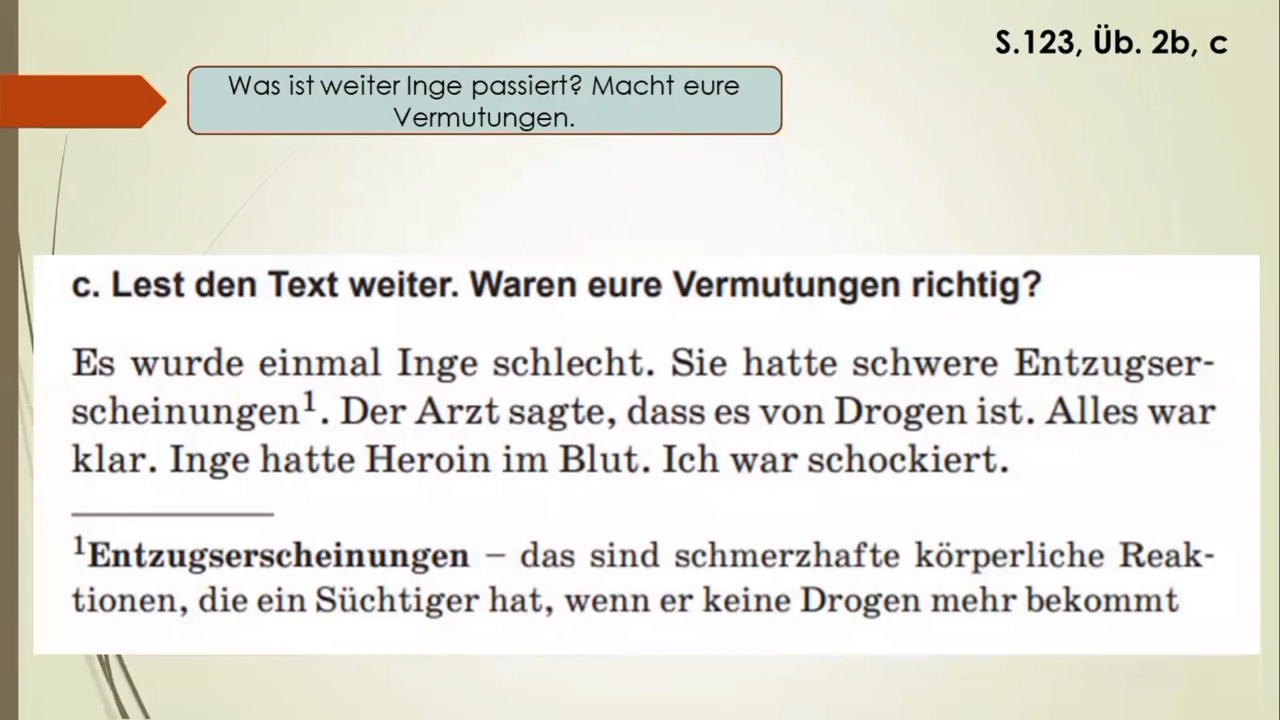 S.123, Üb. 2b, c
Was ist weiter Inge passiert? Macht eure
Vermutungen.
c. Lest den Text weiter. Waren eure Vermutungen richtig?
Es wurde einmal Inge schlecht. Sie hatte schwere Entzugser-
scheinungen¹. Der Arzt sagte, dass es von Drogen ist. Alles war
klar. Inge hatte Heroin im Blut. Ich war schockiert.
¹Entzugserscheinungen – das sind schmerzhafte körperliche Reak-
tionen, die ein Süchtiger hat, wenn er keine Drogen mehr bekommt